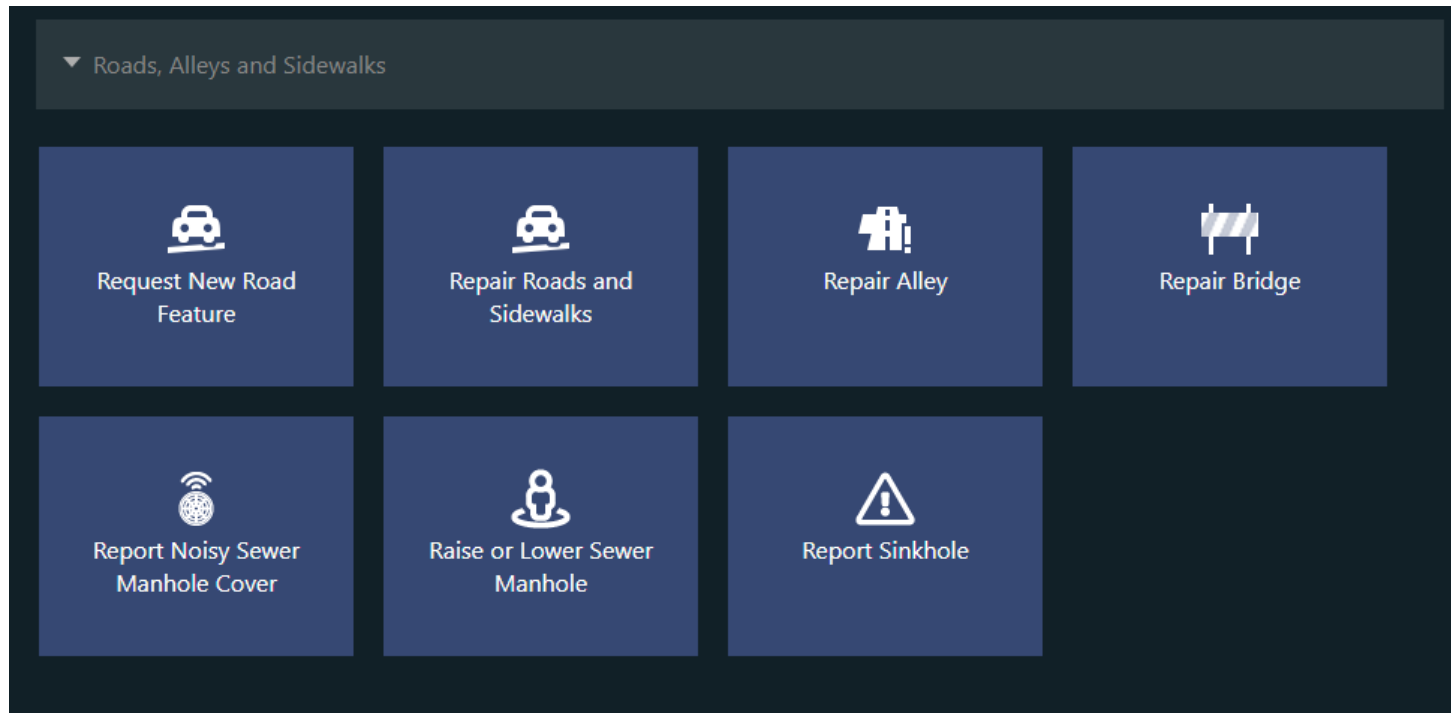 Roads, Alleys and Sidewalks
Request New Road
Feature
Repair Roads and
Sidewalks
Repair Alley
Repair Bridge
Report Noisy Sewer
Manhole Cover
Raise or Lower Sewer
Manhole
Report Sinkhole